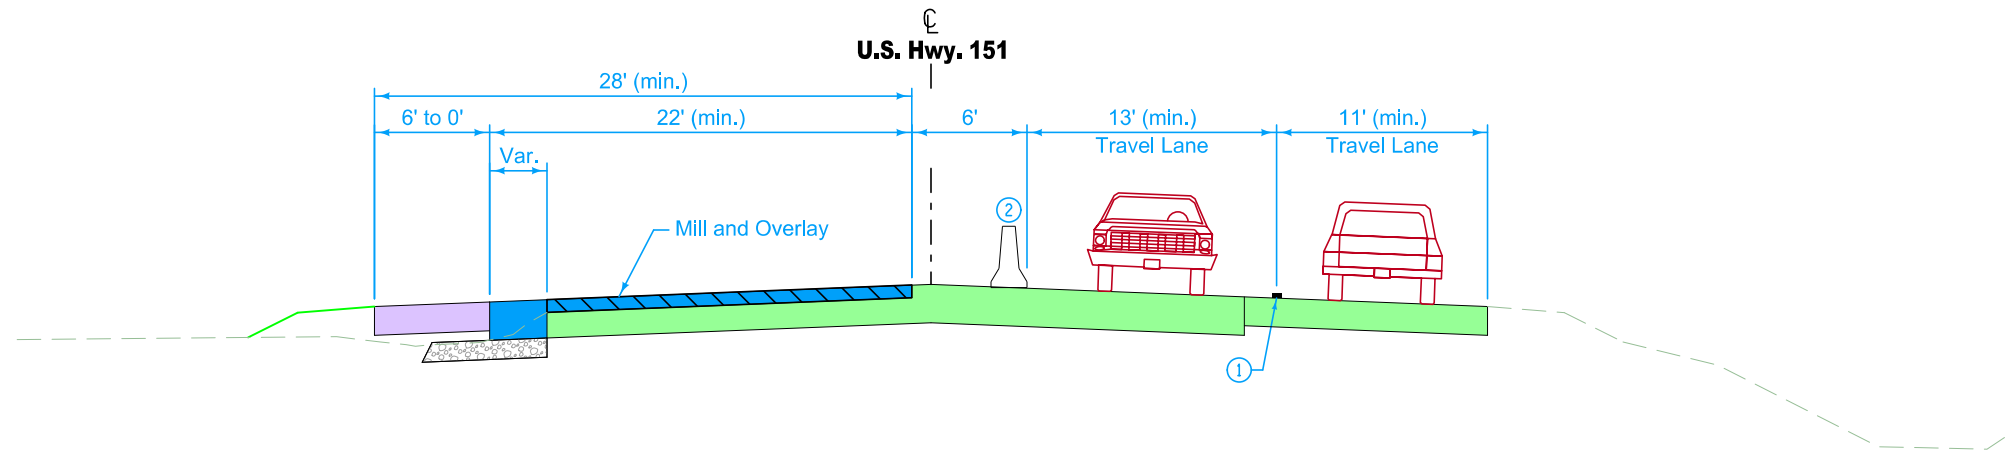 ℄
U.S. Hwy. 151
28' (min.)
6' to 0'
22' (min.)
6'
13' (min.)
Travel Lane
11' (min.)
Travel Lane
Var.
Mill and Overlay
2
1